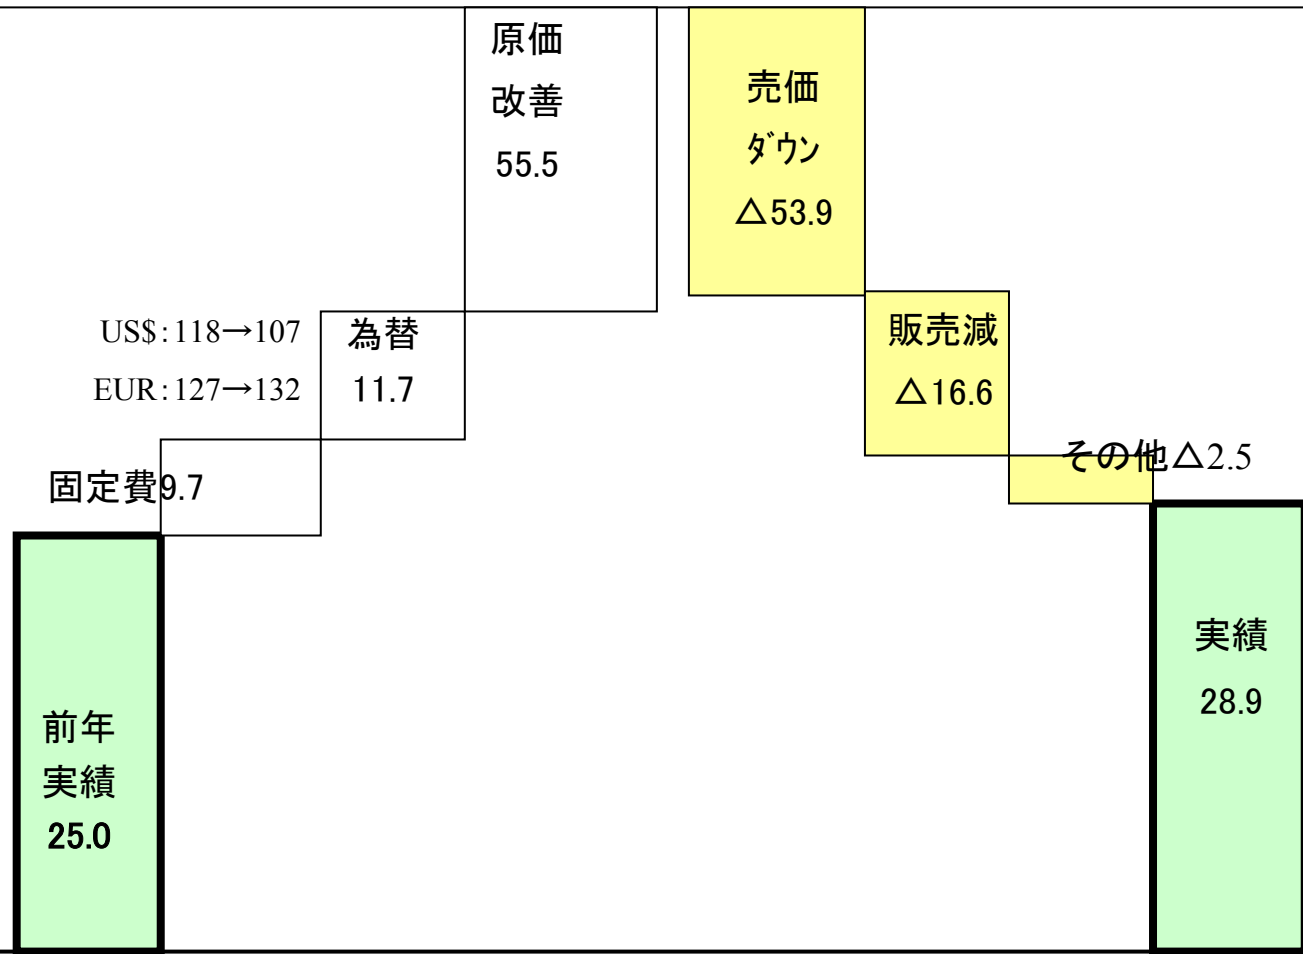 原価
改善
55.5
売価
ﾀﾞｳﾝ
△53.9
US$：118→107
EUR：127→132
為替
11.7
販売減
△16.6
固定費9.7
その他△2.5
前年
実績
25.0
実績
28.9